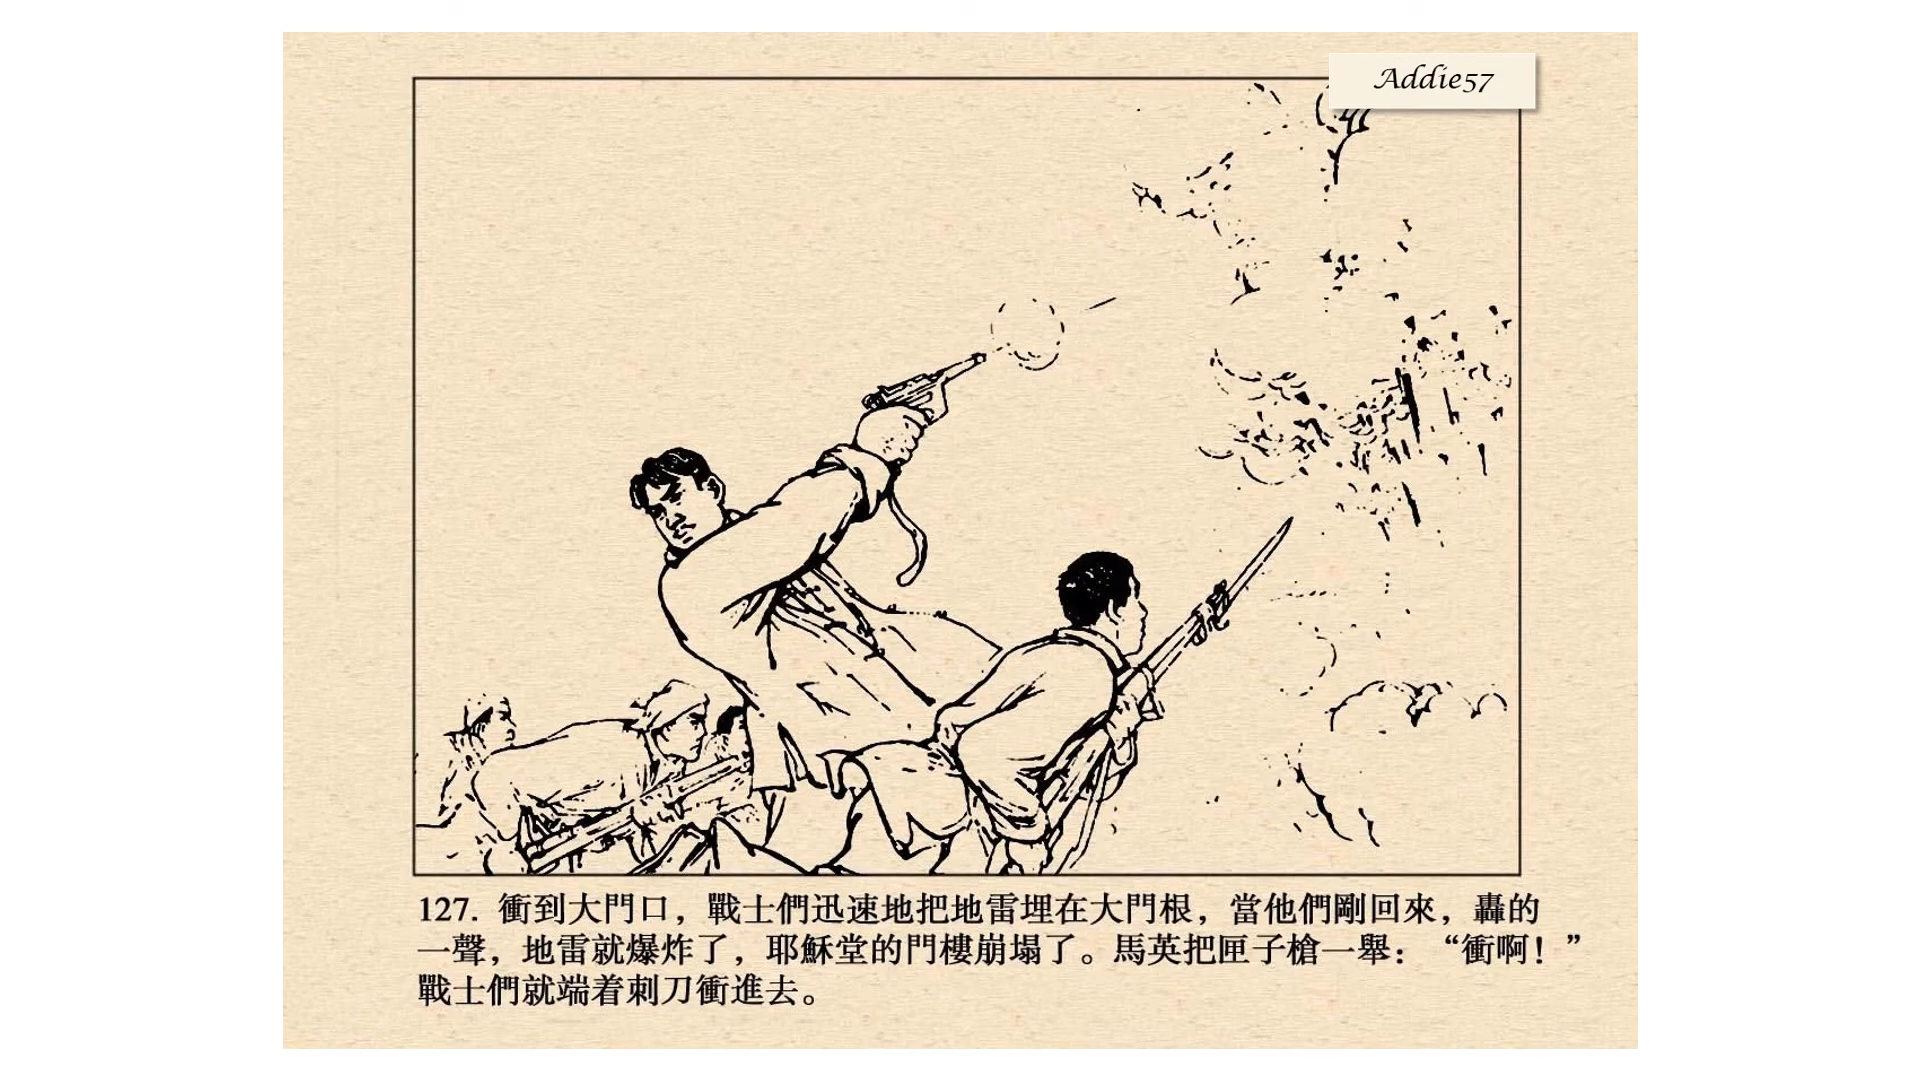 Addie57
127. 衝到大門口，戰士們迅速地把地雷埋在大門根，當他們剛回來，轟的
一聲，地雷就爆炸了，耶穌堂的門樓崩塌了。馬英把匣子槍一舉：“衝啊！”
戰士們就端着刺刀衝進去。